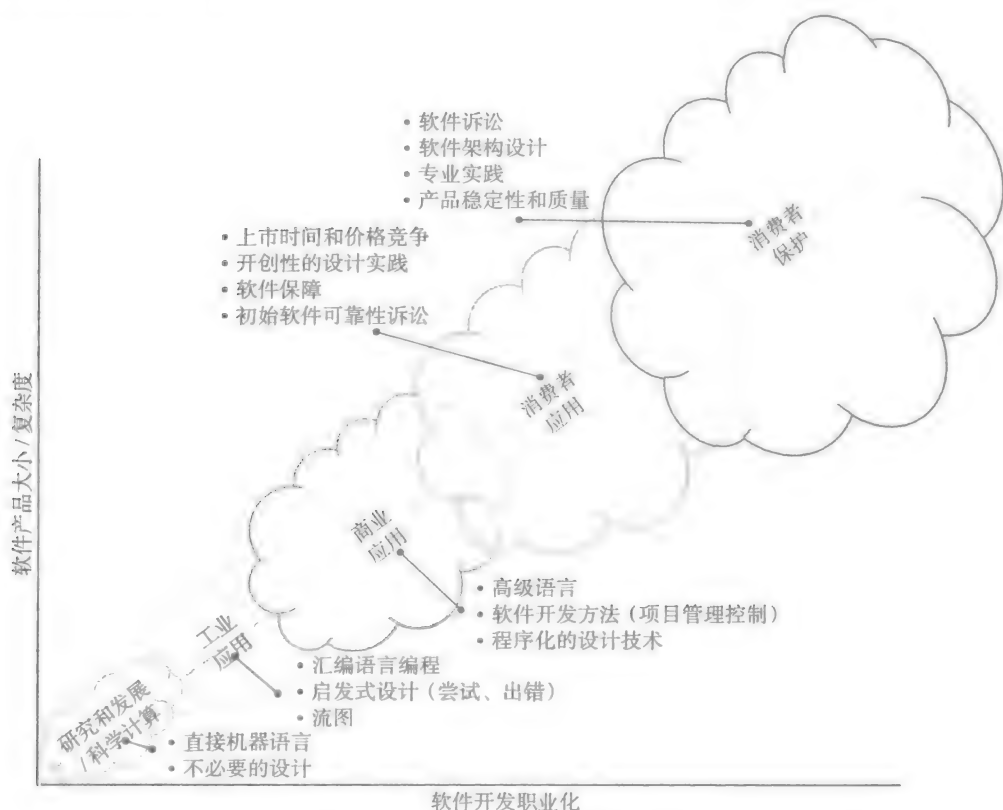 • 软件诉讼
• 软件架构设计
• 专业实践
• 产品稳定性和质量
消费者
保护
• 上市时间和价格竞争
• 开创性的设计实践
• 软件保障
• 初始软件可靠性诉讼
消费者
应用
软件产品大小/复杂度
商业
应用
• 高级语言
• 软件开发方法（项目管理控制）
• 程序化的设计技术
工业
应用
• 汇编语言编程
• 启发式设计（尝试、出错）
• 流图
研究和发展
/科学计算
• 直接机器语言
• 不必要的设计
软件开发职业化